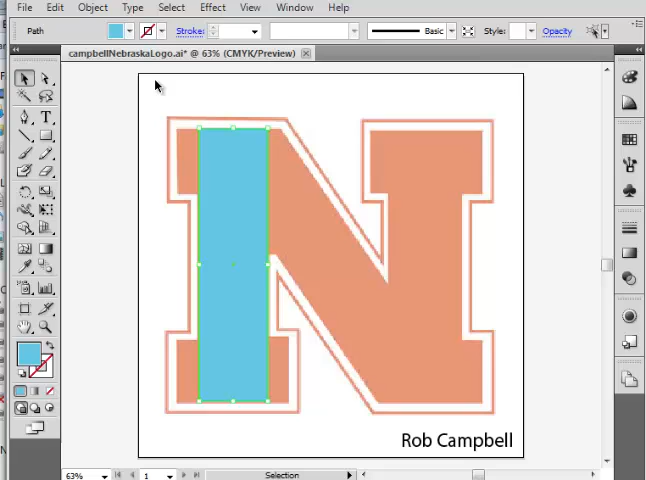 File Edit Object Type Select Effect View Window Help
Path Stroke: Basic Style: Opacity
campbellNebraskaLogo.ai* @ 63% (CMYK/Preview)
T
N
Rob Campbell
63% 1 Selection